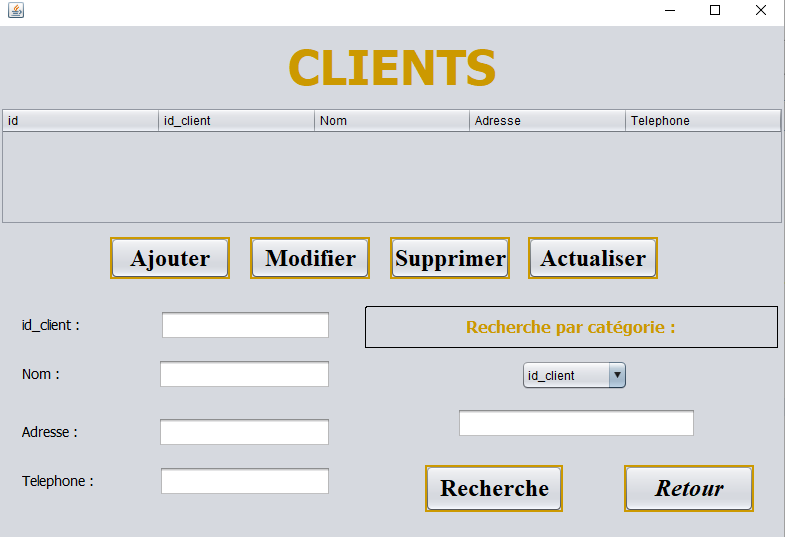 CLIENTS
id id_client Nom Adresse Telephone
Ajouter Modifier Supprimer Actualiser
id_client :
Recherche par catégorie :
Nom :
id_client
Adresse :
Telephone :
Recherche Retour